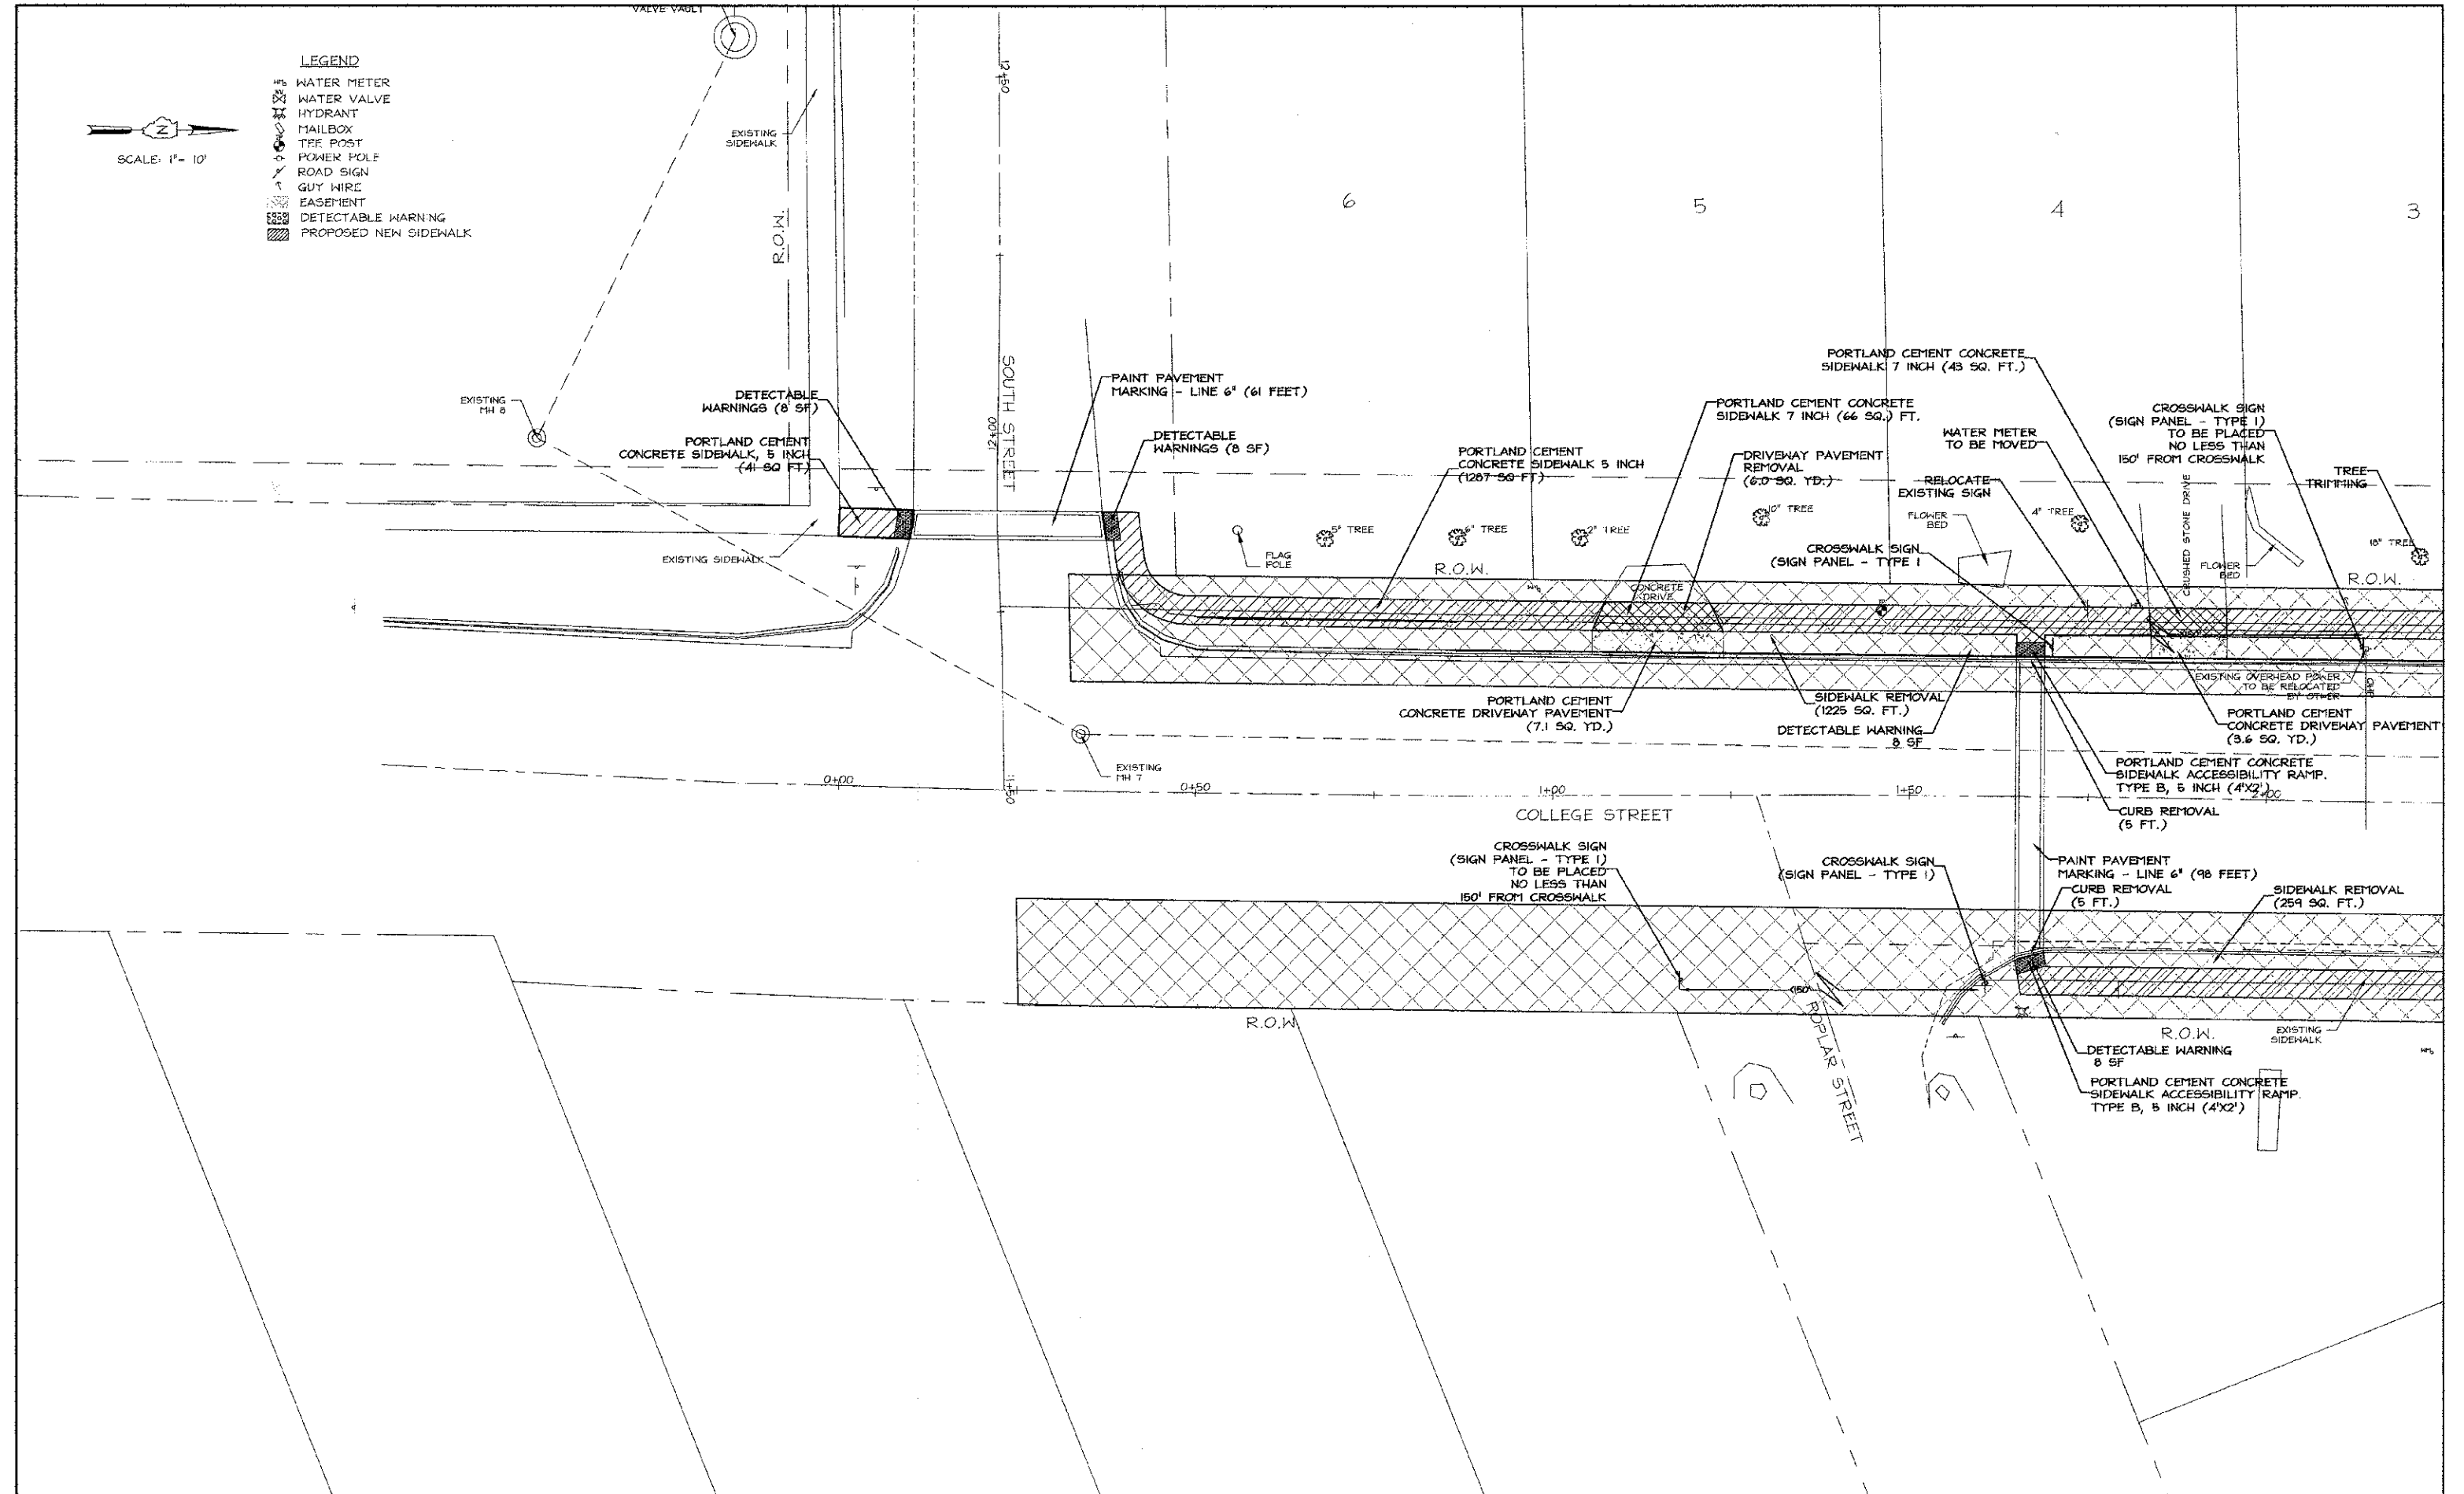 VALVE VAULT
LEGEND
WATER METER
WATER VALVE
HYDRANT
MAILBOX
TEE POST
POWER POLE
ROAD SIGN
GUY WIRE
EASEMENT
DETECTABLE WARNING
PROPOSED NEW SIDEWALK
N
SCALE: 1"= 10'
EXISTING
SIDEWALK
R.O.W.
12+50
6
5
4
3
EXISTING
MH 8
DETECTABLE
WARNINGS (8 SF)
PORTLAND CEMENT
CONCRETE SIDEWALK, 5 INCH
(41 SQ FT.)
SOUTH STREET
12+00
PAINT PAVEMENT
MARKING - LINE 6" (61 FEET)
DETECTABLE
WARNINGS (8 SF)
PORTLAND CEMENT
CONCRETE SIDEWALK 5 INCH
(1287 SQ FT)
PORTLAND CEMENT CONCRETE
SIDEWALK 7 INCH (66 SQ.) FT.
DRIVEWAY PAVEMENT
REMOVAL
(6.0 SQ. YD.)
PORTLAND CEMENT CONCRETE
SIDEWALK 7 INCH (43 SQ. FT.)
WATER METER
TO BE MOVED
RELOCATE
EXISTING SIGN
CROSSWALK SIGN
(SIGN PANEL - TYPE 1)
TO BE PLACED
NO LESS THAN
150' FROM CROSSWALK
TREE
TRIMMING
EXISTING SIDEWALK
FLAG
POLE
5" TREE
6" TREE
2" TREE
10" TREE
FLOWER
BED
4" TREE
CRUSHED STONE DRIVE
FLOWER
BED
18" TREE
CROSSWALK SIGN
(SIGN PANEL - TYPE 1
R.O.W.
R.O.W.
CONCRETE
DRIVE
PORTLAND CEMENT
CONCRETE DRIVEWAY PAVEMENT
(7.1 SQ. YD.)
SIDEWALK REMOVAL
(1225 SQ. FT.)
DETECTABLE WARNING
8 SF
EXISTING OVERHEAD POWER
TO BE RELOCATED
BY OTHER
OHP
PORTLAND CEMENT
CONCRETE DRIVEWAY PAVEMENT
(3.6 SQ. YD.)
EXISTING
MH 7
PORTLAND CEMENT CONCRETE
SIDEWALK ACCESSIBILITY RAMP.
TYPE B, 5 INCH (4'X2')
CURB REMOVAL
(5 FT.)
0+00
11+50
0+50
1+00
1+50
2+00
COLLEGE STREET
CROSSWALK SIGN
(SIGN PANEL - TYPE 1)
TO BE PLACED
NO LESS THAN
150' FROM CROSSWALK
CROSSWALK SIGN
(SIGN PANEL - TYPE 1)
PAINT PAVEMENT
MARKING - LINE 6" (98 FEET)
CURB REMOVAL
(5 FT.)
SIDEWALK REMOVAL
(259 SQ. FT.)
150'
R.O.W.
POPLAR STREET
R.O.W.
EXISTING
SIDEWALK
DETECTABLE WARNING
8 SF
PORTLAND CEMENT CONCRETE
SIDEWALK ACCESSIBILITY RAMP.
TYPE B, 5 INCH (4'X2')